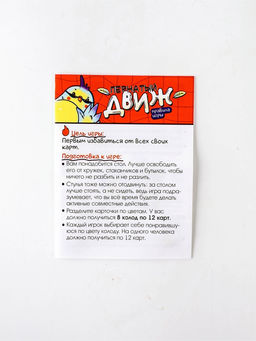 ПЕРНАТЫЙ
ДВИЖ
правила
игры
Цель игры:
Первым избавиться от всех своих
карт.
Подготовка к игре:
• Вам понадобится стол. Лучше освободить
его от кружек, стаканчиков и бутылок, чтобы
ничего не разбить и не разлить.
• Стулья тоже можно отодвинуть: за столом
лучше стоять, а не сидеть, ведь игра подра-
зумевает, что вы всё время будете делать
активные совместные действия.
• Разделите карточки по цветам. У вас
должно получиться 8 колод по 12 карт.
• Каждый игрок выбирает себе понравившу-
юся по цвету колоду. На одного человека
должно получиться по 12 карт.